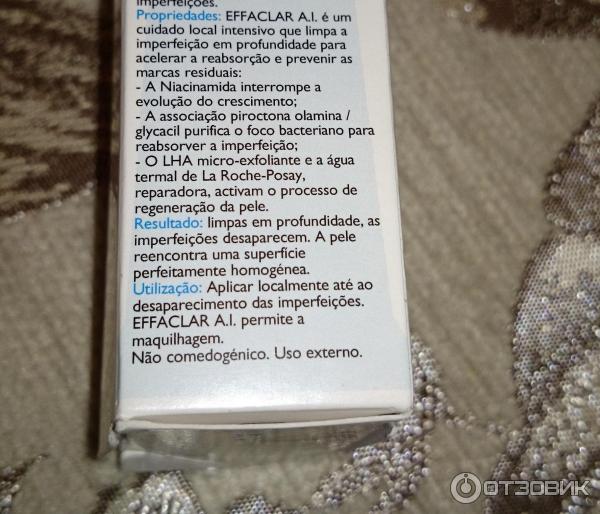 imperfeições.
Propriedades: EFFACLAR A.I. é um
cuidado local intensivo que limpa a
imperfeição em profundidade para
acelerar a reabsorção e prevenir as
marcas residuais:
- A Niacinamida interrompe a
evolução do crescimento;
- A associação piroctona olamina /
glycacil purifica o foco bacteriano para
reabsorver a imperfeição;
- O LHA micro-exfoliante e a água
termal de La Roche-Posay,
reparadora, activam o processo de
regeneração da pele.
Resultado: limpas em profundidade, as
imperfeições desaparecem. A pele
reencontra uma superfície
perfeitamente homogénea.
Utilização: Aplicar localmente até ao
desaparecimento das imperfeições.
EFFACLAR A.I. permite a
maquilhagem.
Não comedogénico. Uso externo.
ОТЗОВИК